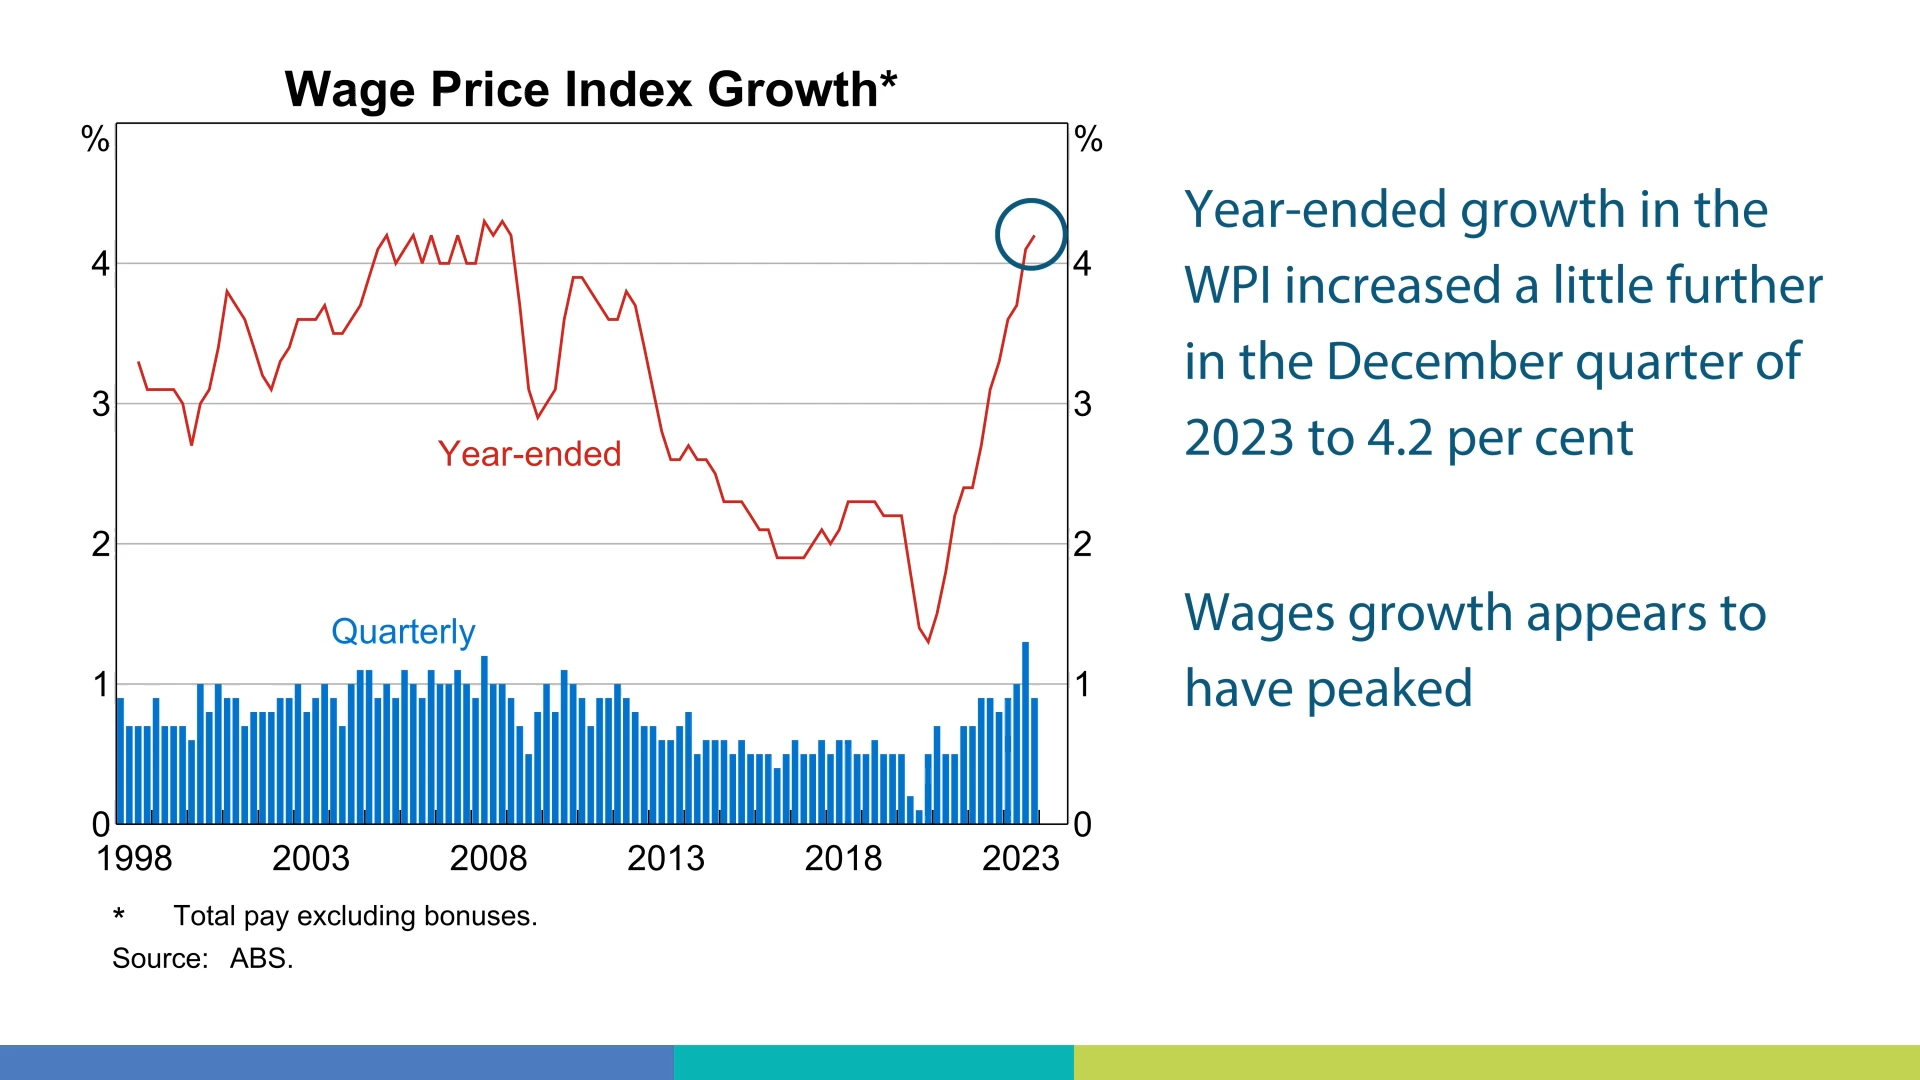 Wage Price Index Growth*
% %
4 4
3 3
Year-ended
2 2
Quarterly
1 1
0 0
1998 2003 2008 2013 2018 2023
* Total pay excluding bonuses.
Source: ABS.
Year-ended growth in the
WPI increased a little further
in the December quarter of
2023 to 4.2 per cent
Wages growth appears to
have peaked